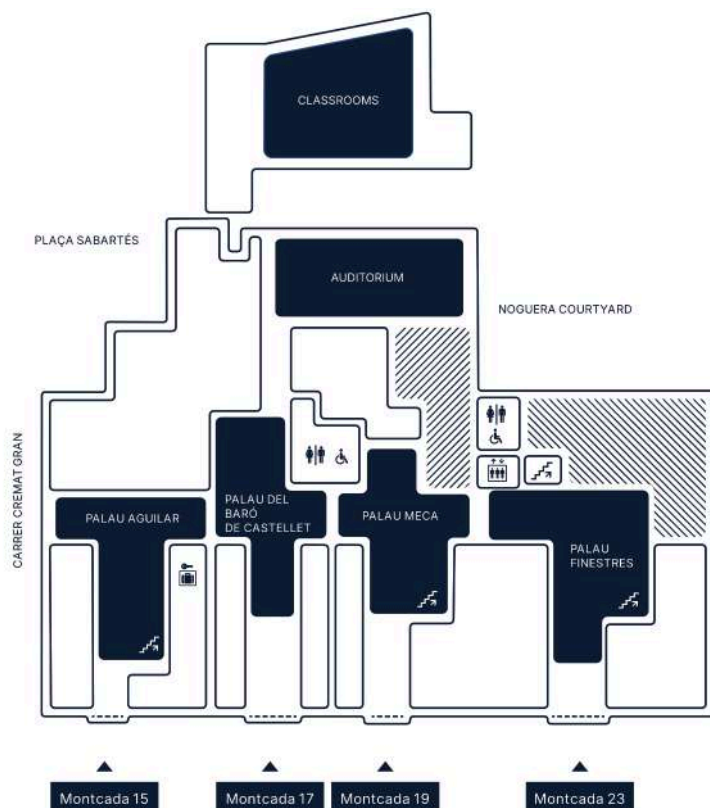 CLASSROOMS
PLAÇA SABARTÉS
AUDITORIUM
NOGUERA COURTYARD
CARRER CREMAT GRAN
PALAU AGUILAR
PALAU DEL
BARÓ
DE CASTELLET
PALAU MECA
PALAU
FINESTRES
Montcada 15
Montcada 17
Montcada 19
Montcada 23